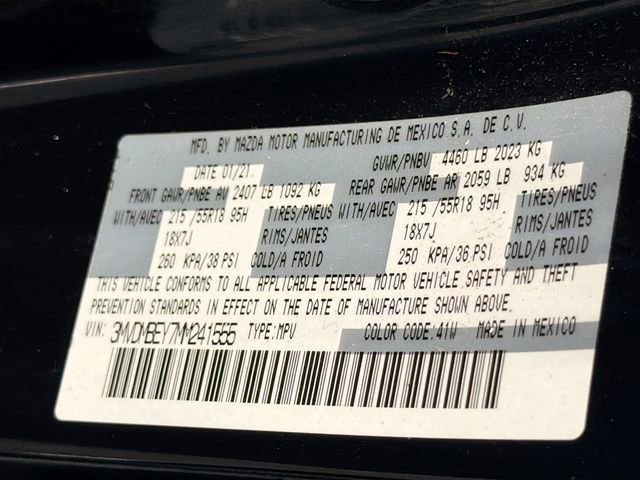 MFD. BY MAZDA MOTOR MANUFACTURING DE MEXICO S.A. DE C.V.
DATE 01/21. GVWR/PNBV 4460 LB 2023 KG
FRONT GAWR/PNBE AV 2407 LB 1092 KG REAR GAWR/PNBE AR 2059 LB 934 KG
WITH/AVEC 215 /55R18 95H TIRES/PNEUS WITH/AVEC 215 /55R18 95H. TIRES/PNEUS
18X7J RIMS/JANTES 18X7J RIMS/JANTES
260 KPA/38 PSI COLD/A FROID 250 KPA/36 PSI COLD/A FROID
THIS VEHICLE CONFORMS TO ALL APPLICABLE FEDERAL MOTOR VEHICLE SAFETY AND THEFT
PREVENTION STANDARDS IN EFFECT ON THE DATE OF MANUFACTURE SHOWN ABOVE.
VIN: 3MVDMBEY7MM241555 TYPE:MPV COLOR CODE:41W MADE IN MEXICO